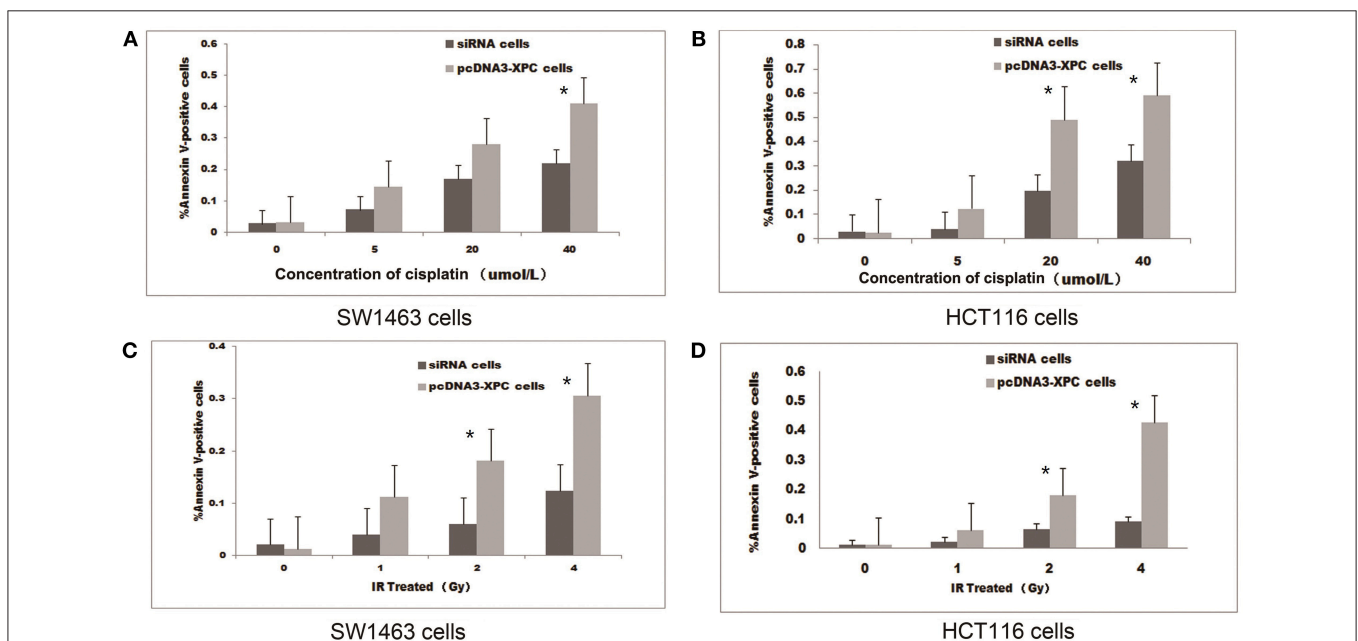 A
%Annexin V-positive cells
0.6
0.5
0.4
0.3
0.2
0.1
0
siRNA cells
pcDNA3-XPC cells
*
0 5 20 40
Concentration of cisplatin (umol/L)
SW1463 cells
B
%Annexin V-positive cells
0.8
0.7
0.6
0.5
0.4
0.3
0.2
0.1
0
siRNA cells
pcDNA3-XPC cells
* *
0 5 20 40
Concentration of cisplatin (umol/L)
HCT116 cells
C
%Annexin V-positive cells
0.4
0.3
0.2
0.1
0
siRNA cells
pcDNA3-XPC cells
* *
0 1 2 4
IR Treated (Gy)
SW1463 cells
D
%Annexin V-positive cells
0.6
0.5
0.4
0.3
0.2
0.1
0
siRNA cells
pcDNA3-XPC cells
* *
0 1 2 4
IR Treated (Gy)
HCT116 cells